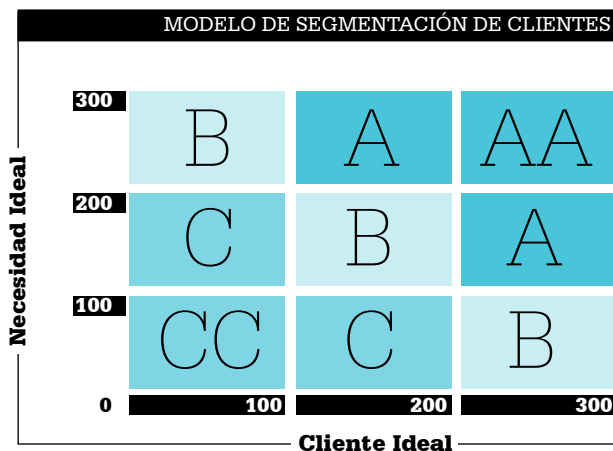 MODELO DE SEGMENTACIÓN DE CLIENTES
Necesidad Ideal
300
B A AA
200
C B A
100
CC C B
0 100 200 300
Cliente Ideal